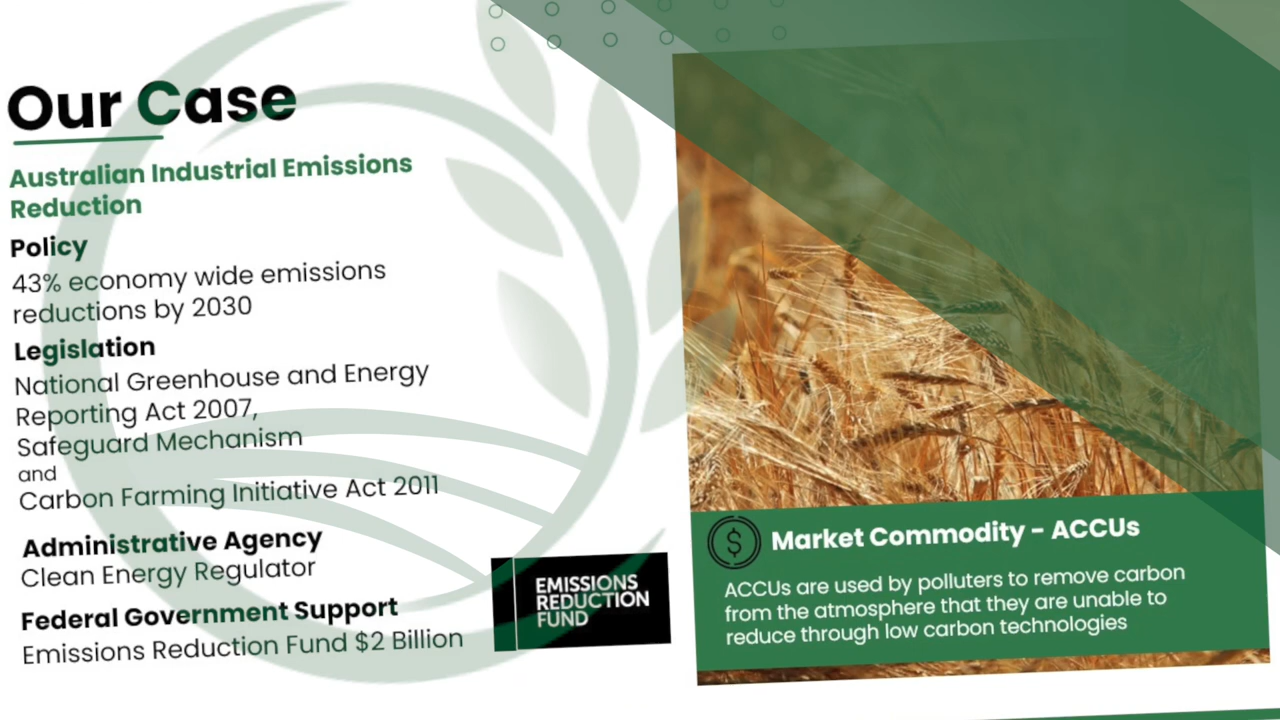 Our Case
Australian Industrial Emissions
Reduction
Policy
43% economy wide emissions
reductions by 2030
Legislation
National Greenhouse and Energy
Reporting Act 2007,
Safeguard Mechanism
and
Carbon Farming Initiative Act 2011
Administrative Agency
Clean Energy Regulator
Federal Government Support
Emissions Reduction Fund $2 Billion
EMISSIONS
REDUCTION
FUND
$
Market Commodity - ACCUs
ACCUs are used by polluters to remove carbon
from the atmosphere that they are unable to
reduce through low carbon technologies